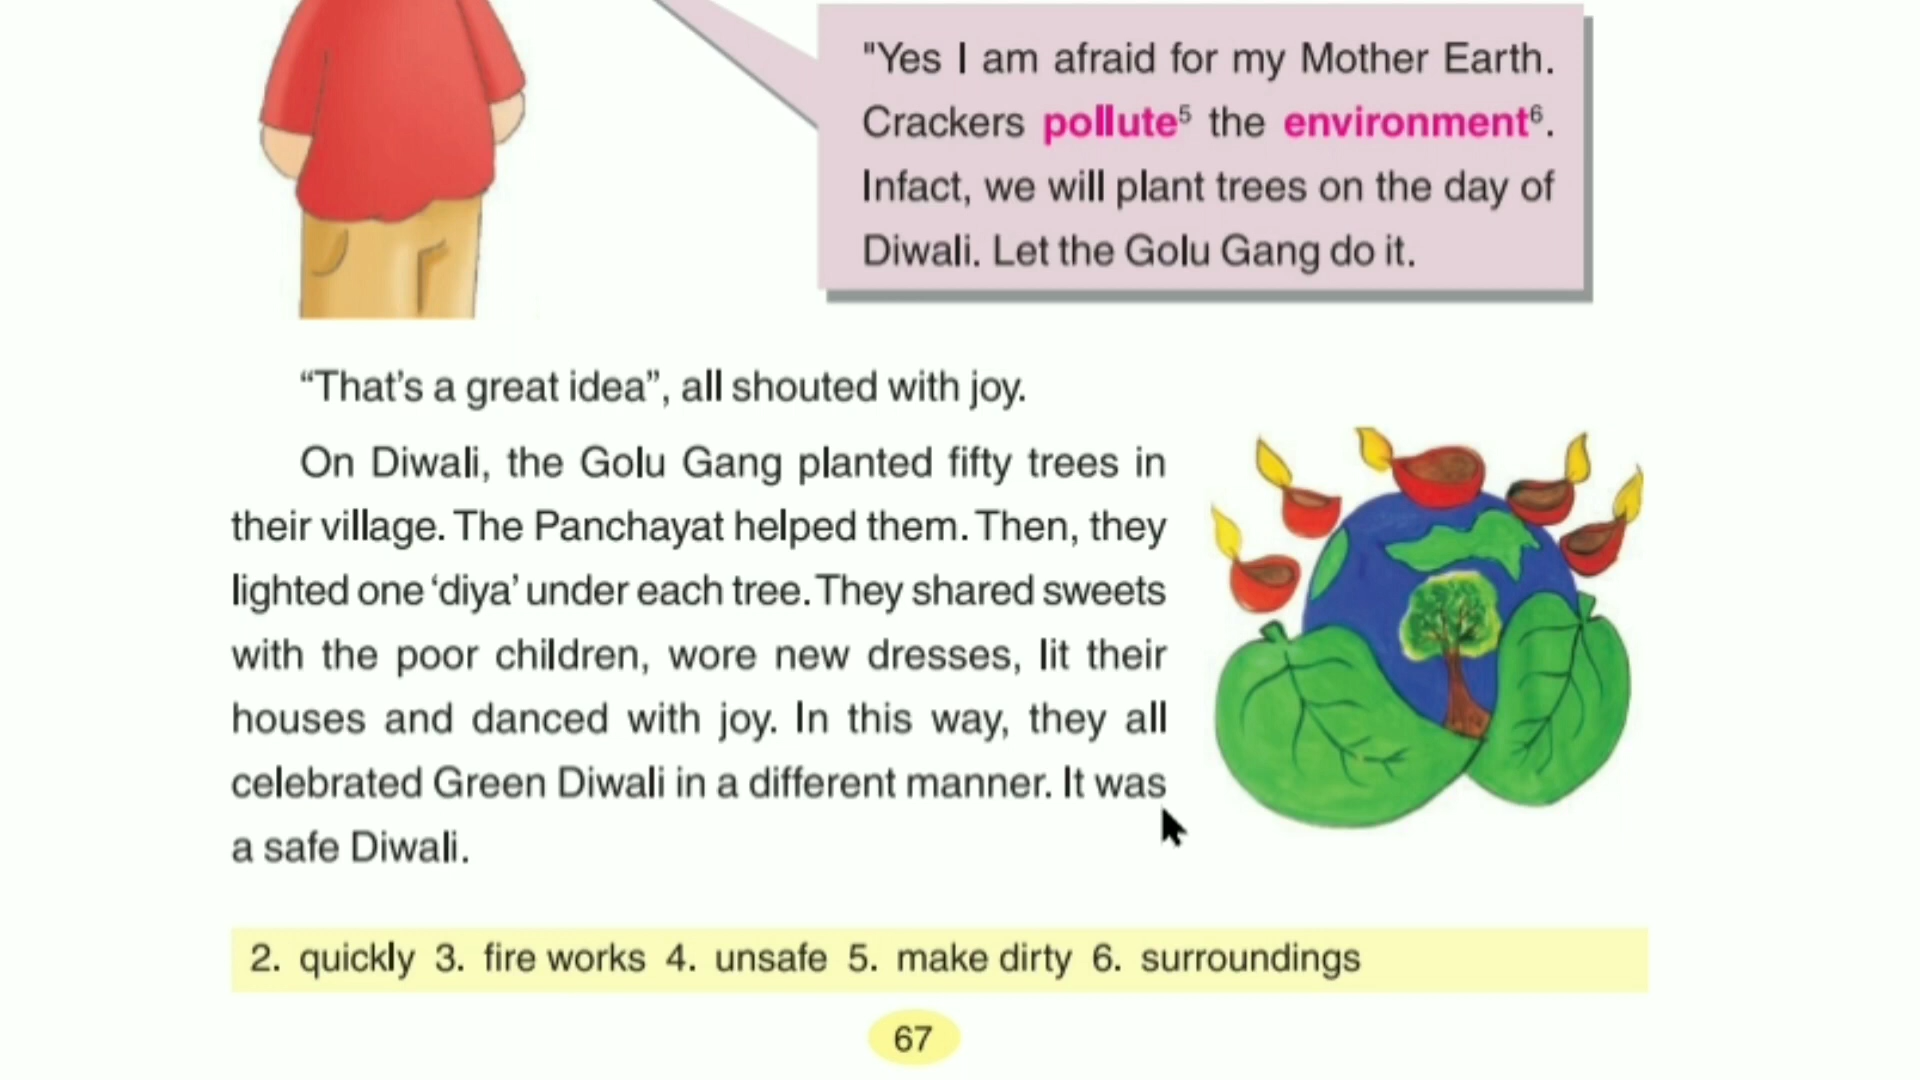 "Yes I am afraid for my Mother Earth.
Crackers pollute⁵ the environment⁶.
Infact, we will plant trees on the day of
Diwali. Let the Golu Gang do it.
“That’s a great idea”, all shouted with joy.
On Diwali, the Golu Gang planted fifty trees in
their village. The Panchayat helped them. Then, they
lighted one ‘diya’ under each tree. They shared sweets
with the poor children, wore new dresses, lit their
houses and danced with joy. In this way, they all
celebrated Green Diwali in a different manner. It was
a safe Diwali.
2. quickly 3. fire works 4. unsafe 5. make dirty 6. surroundings
67